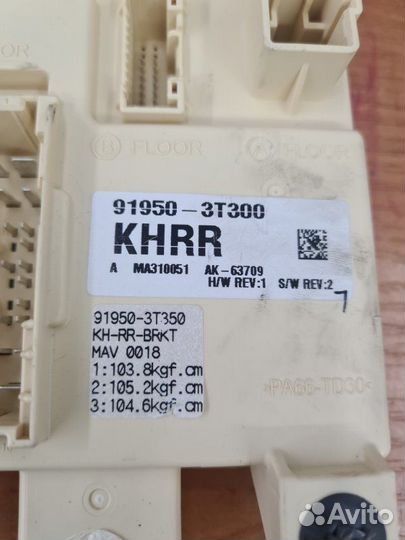 B FLOOR
A FLOOR
91950-3T300
KHRR
A MA310051 AK-63709
H/W REV:1 S/W REV:2
7
91950-3T350
KH-RR-BRKT
MAV 0018
1:103.8kgf.cm
2:105.2kgf.cm
3:104.6kgf.cm
>PA66-TD30<
Avito